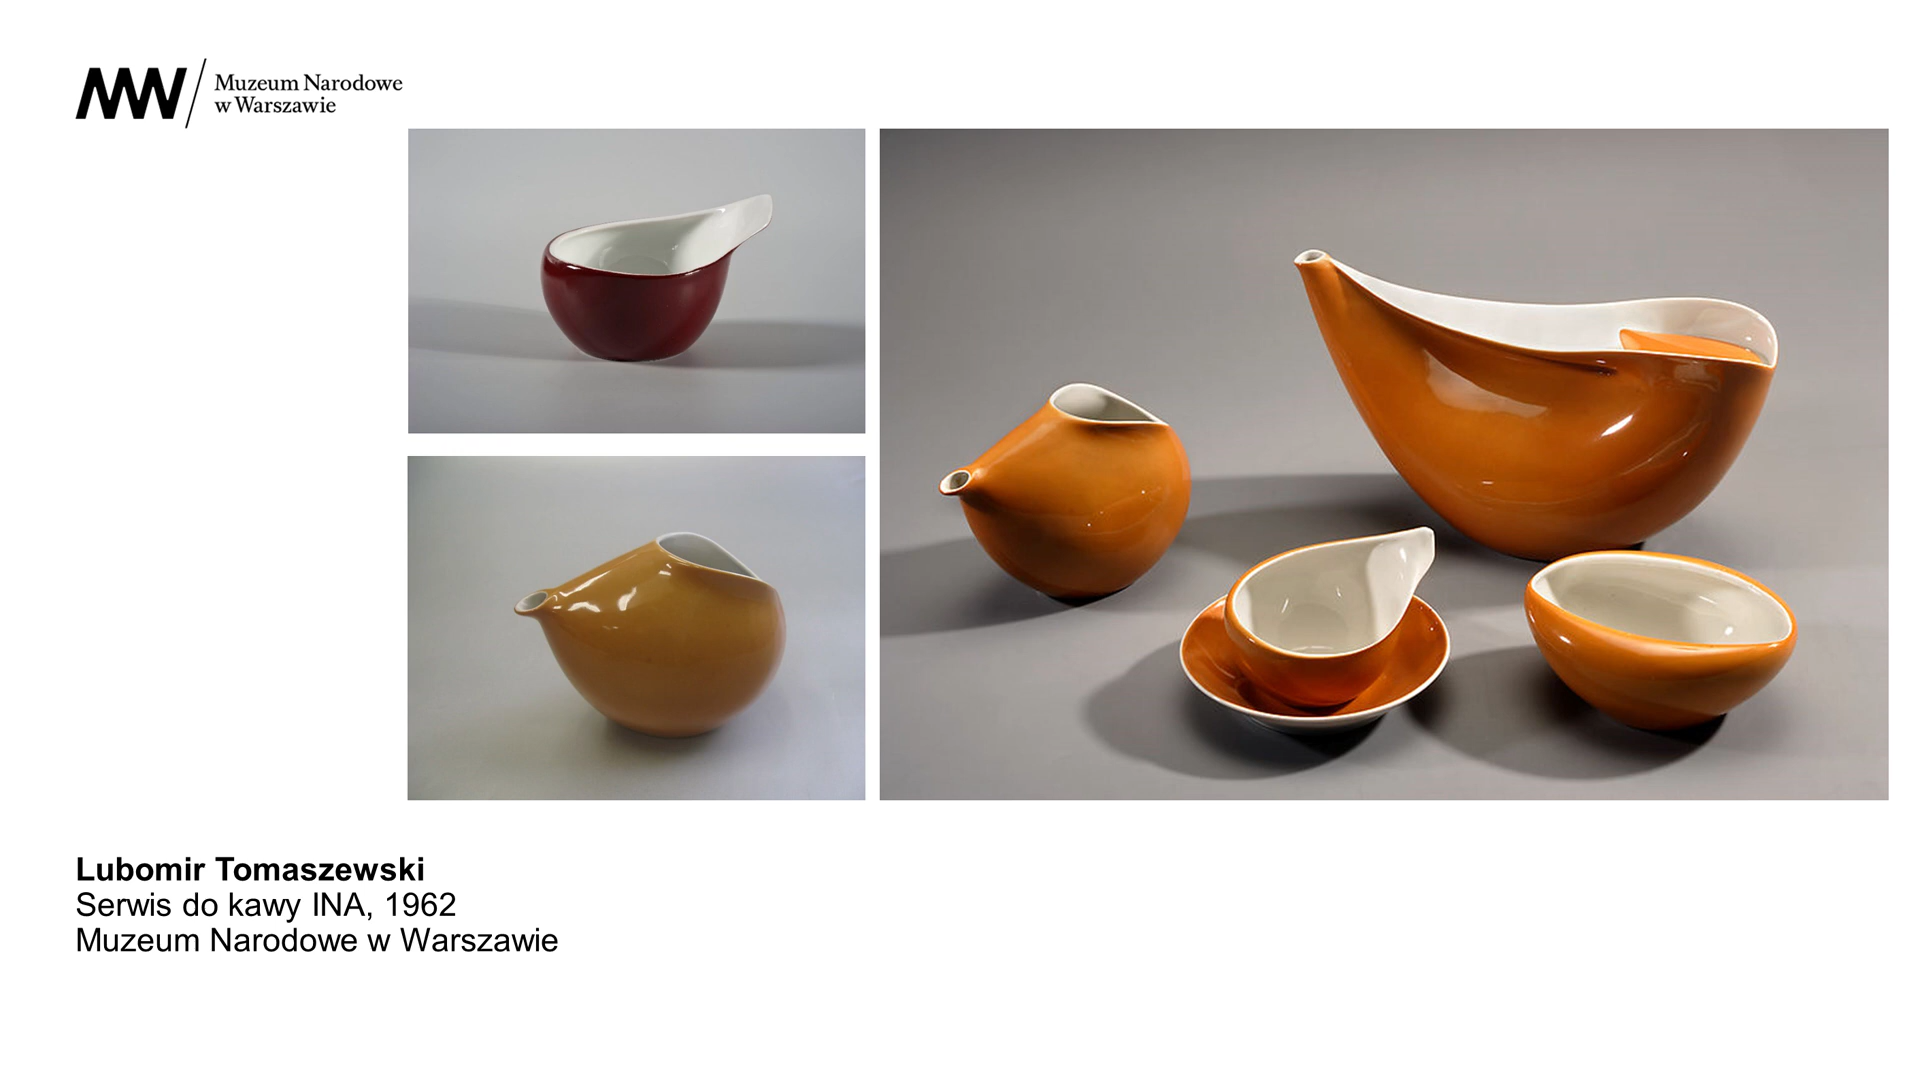 MNW
Muzeum Narodowe
w Warszawie
Lubomir Tomaszewski
Serwis do kawy INA, 1962
Muzeum Narodowe w Warszawie